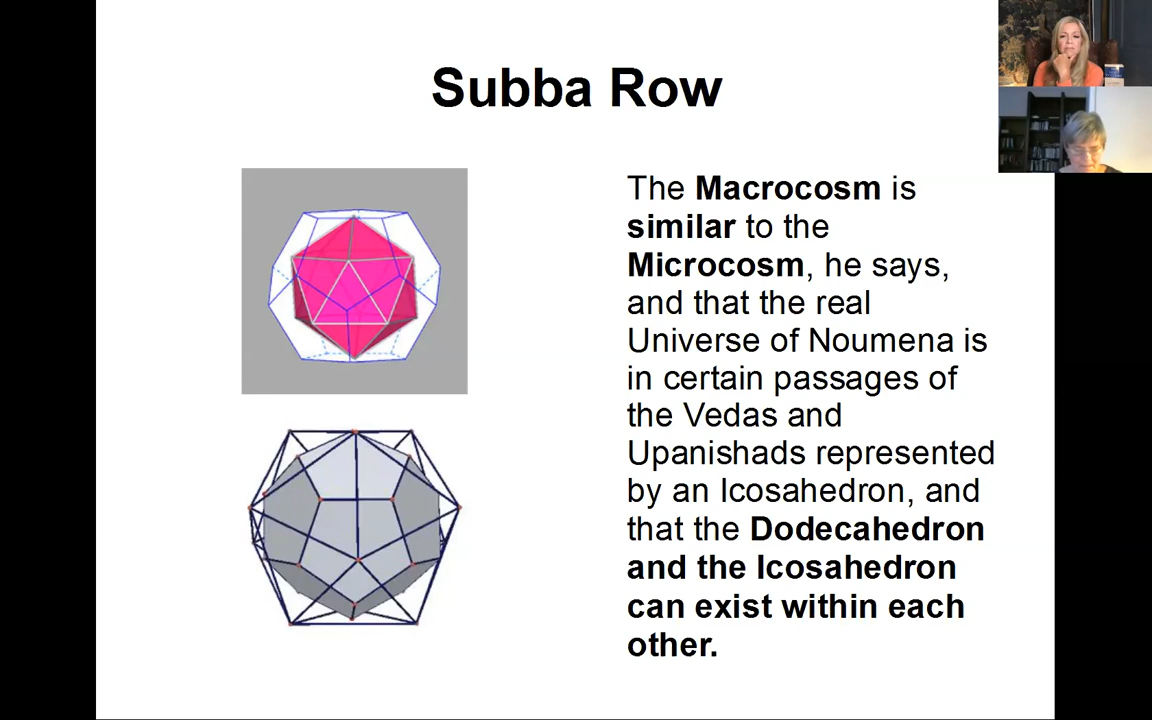 Subba Row
The Macrocosm is
similar to the
Microcosm, he says,
and that the real
Universe of Noumena is
in certain passages of
the Vedas and
Upanishads represented
by an Icosahedron, and
that the Dodecahedron
and the Icosahedron
can exist within each
other.